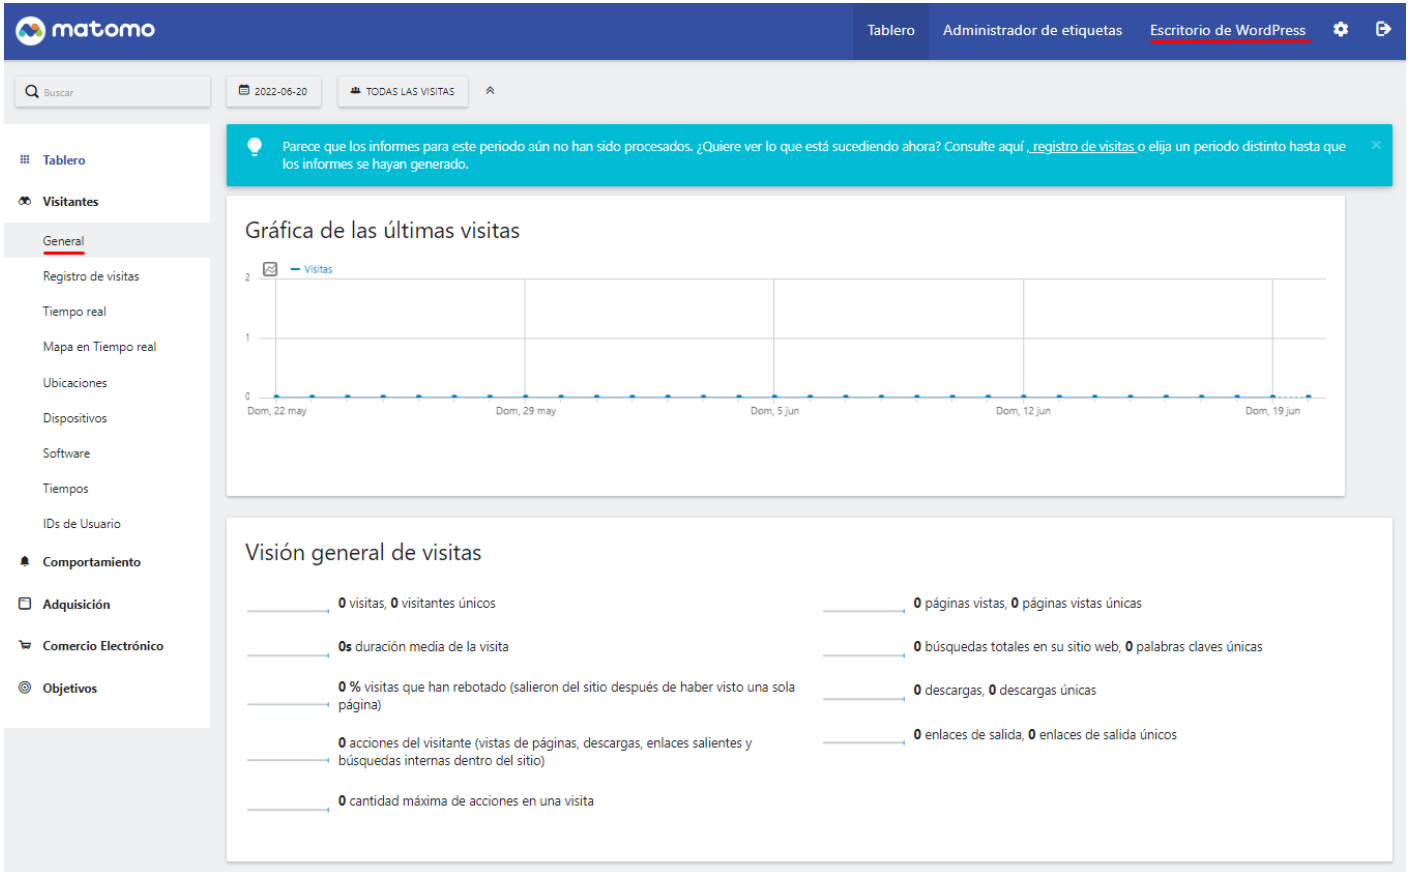 matomo
Tablero
Administrador de etiquetas
Escritorio de WordPress
Buscar
2022-06-20
TODAS LAS VISITAS
Parece que los informes para este periodo aún no han sido procesados. ¿Quiere ver lo que está sucediendo ahora? Consulte aquí , registro de visitas o elija un periodo distinto hasta que
los informes se hayan generado.
Tablero
Visitantes
General
Registro de visitas
Tiempo real
Mapa en Tiempo real
Ubicaciones
Dispositivos
Software
Tiempos
IDs de Usuario
Comportamiento
Adquisición
Comercio Electrónico
Objetivos
Gráfica de las últimas visitas
Visitas
2
1
0
Dom, 22 may
Dom, 29 may
Dom, 5 jun
Dom, 12 jun
Dom, 19 jun
Visión general de visitas
0 visitas, 0 visitantes únicos
0s duración media de la visita
0 % visitas que han rebotado (salieron del sitio después de haber visto una sola
página)
0 acciones del visitante (vistas de páginas, descargas, enlaces salientes y
búsquedas internas dentro del sitio)
0 cantidad máxima de acciones en una visita
0 páginas vistas, 0 páginas vistas únicas
0 búsquedas totales en su sitio web, 0 palabras claves únicas
0 descargas, 0 descargas únicas
0 enlaces de salida, 0 enlaces de salida únicos